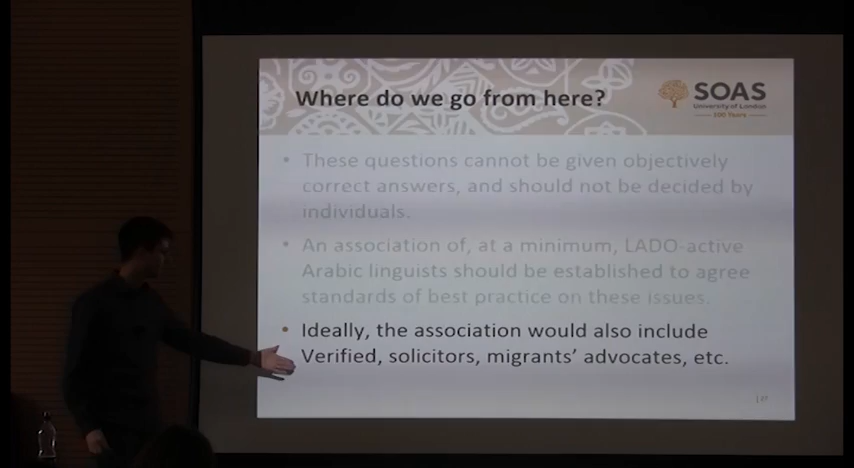 Where do we go from here?
SOAS
University of London
100 Years
• These questions cannot be given objectively
correct answers, and should not be decided by
individuals.
• An association of, at a minimum, LADO-active
Arabic linguists should be established to agree
standards of best practice on these issues.
• Ideally, the association would also include
Verified, solicitors, migrants’ advocates, etc.